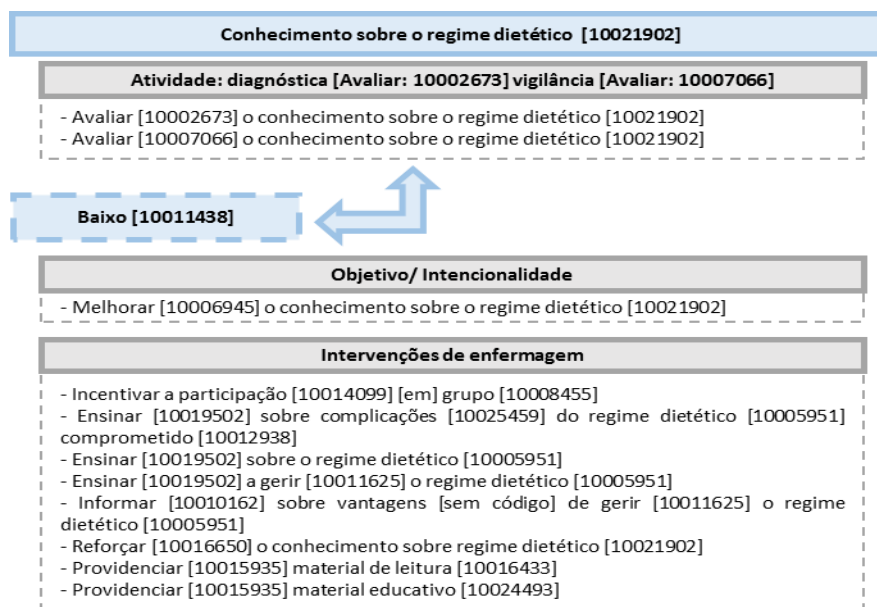 Conhecimento sobre o regime dietético [10021902]
Atividade: diagnóstica [Avaliar: 10002673] vigilância [Avaliar: 10007066]
- Avaliar [10002673] o conhecimento sobre o regime dietético [10021902]
- Avaliar [10007066] o conhecimento sobre o regime dietético [10021902]
Baixo [10011438]
Objetivo/ Intencionalidade
- Melhorar [10006945] o conhecimento sobre o regime dietético [10021902]
Intervenções de enfermagem
- Incentivar a participação [10014099] [em] grupo [10008455]
- Ensinar [10019502] sobre complicações [10025459] do regime dietético [10005951]
comprometido [10012938]
- Ensinar [10019502] sobre o regime dietético [10005951]
- Ensinar [10019502] a gerir [10011625] o regime dietético [10005951]
- Informar [10010162] sobre vantagens [sem código] de gerir [10011625] o regime
dietético [10005951]
- Reforçar [10016650] o conhecimento sobre regime dietético [10021902]
- Providenciar [10015935] material de leitura [10016433]
- Providenciar [10015935] material educativo [10024493]